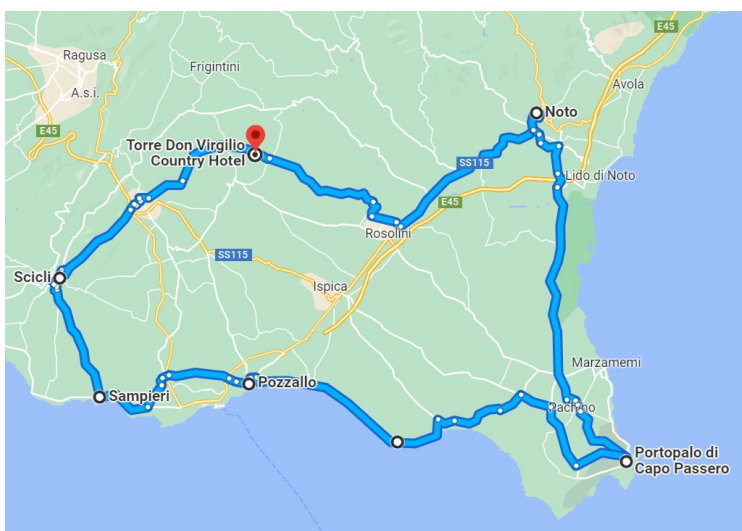 E45
Ragusa
Frigintini
Avola
A.s.i.
Noto
E45
Torre Don Virgilio
Country Hotel
SS115
Lido di Noto
E45
Rosolini
SS115
Scicli
Ispica
Marzamemi
Pozzallo
Sampieri
Pachino
Portopalo di
Capo Passero